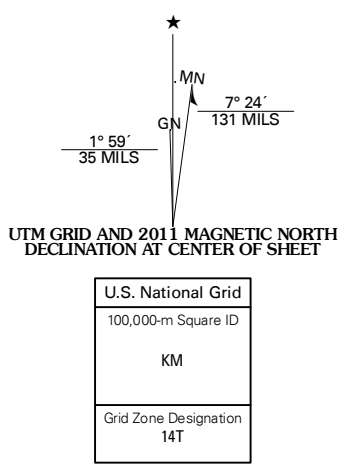 ★
MN
7° 24´
131 MILS
GN
1° 59´
35 MILS
UTM GRID AND 2011 MAGNETIC NORTH
DECLINATION AT CENTER OF SHEET
U.S. National Grid
100,000-m Square ID
KM
Grid Zone Designation
14T